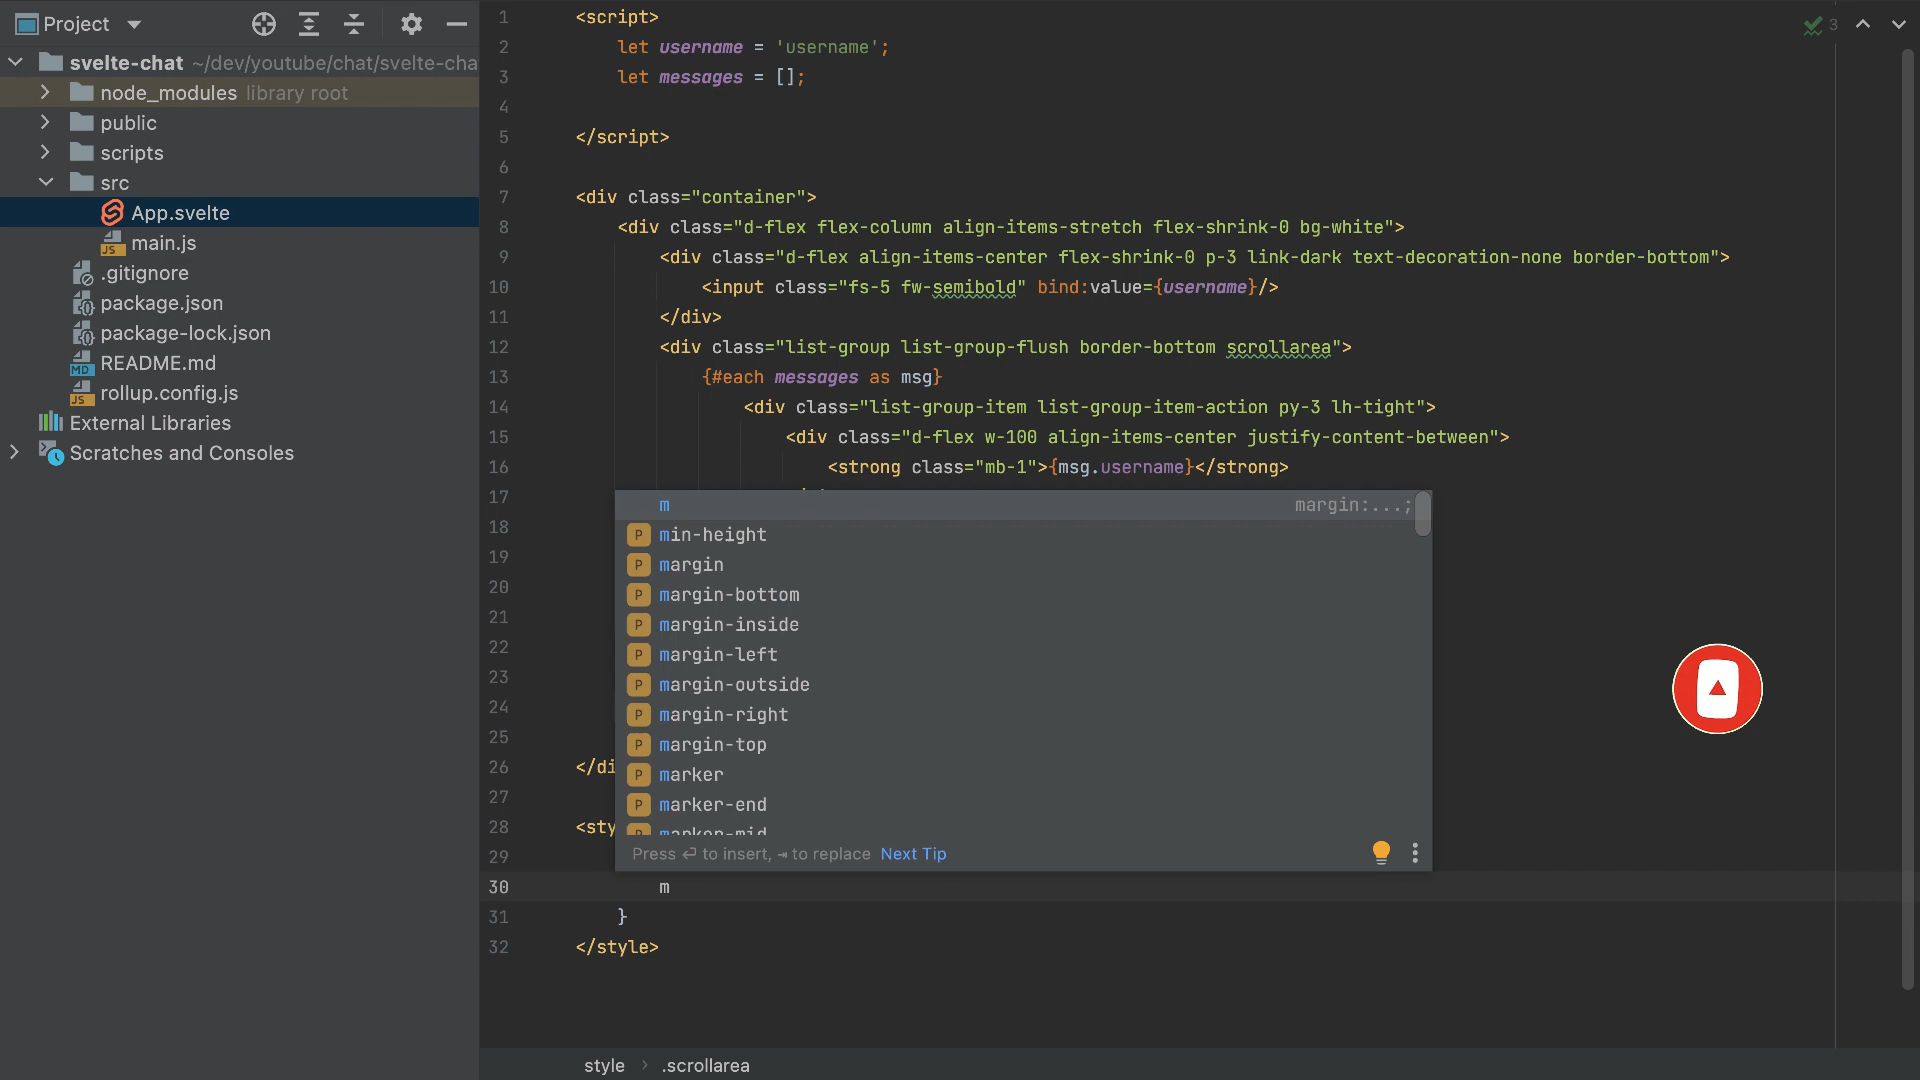 Project
svelte-chat ~/dev/youtube/chat/svelte-cha
node_modules library root
public
scripts
src
App.svelte
main.js
.gitignore
package.json
package-lock.json
README.md
rollup.config.js
External Libraries
Scratches and Consoles
3
1 <script>
2 let username = 'username';
3 let messages = [];
4
5 </script>
6
7 <div class="container">
8 <div class="d-flex flex-column align-items-stretch flex-shrink-0 bg-white">
9 <div class="d-flex align-items-center flex-shrink-0 p-3 link-dark text-decoration-none border-bottom">
10 <input class="fs-5 fw-semibold" bind:value={username}/>
11 </div>
12 <div class="list-group list-group-flush border-bottom scrollarea">
13 {#each messages as msg}
14 <div class="list-group-item list-group-item-action py-3 lh-tight">
15 <div class="d-flex w-100 align-items-center justify-content-between">
16 <strong class="mb-1">{msg.username}</strong>
17
18
19
20
21
22
23
24
25
26 </di
27
28 <sty
29
30 m
31 }
32 </style>
m margin:...;
P min-height
P margin
P margin-bottom
P margin-inside
P margin-left
P margin-outside
P margin-right
P margin-top
P marker
P marker-end
P marker-mid
Press ⏎ to insert, ⇥ to replace Next Tip
style › .scrollarea